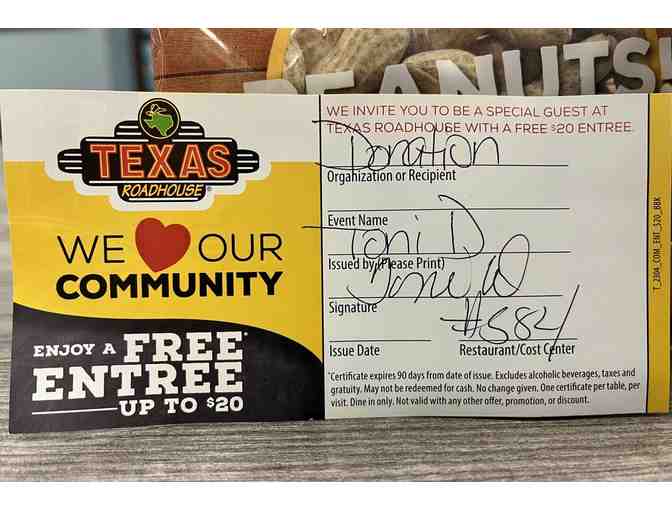 PEANUTS
TEXAS
ROADHOUSE
WE OUR
COMMUNITY
ENJOY A FREE*
ENTREE
UP TO $20
WE INVITE YOU TO BE A SPECIAL GUEST AT
TEXAS ROADHOUSE WITH A FREE $20 ENTREE.
Donation
Organization or Recipient
Event Name
Toni D
Issued by (Please Print)
Toni D
Signature
#584
Issue Date Restaurant/Cost Center
*Certificate expires 90 days from date of issue. Excludes alcoholic beverages, taxes and
gratuity. May not be redeemed for cash. No change given. One certificate per table, per
visit. Dine in only. Not valid with any other offer, promotion, or discount.
T_2304_COM_ENT_$20_BBK